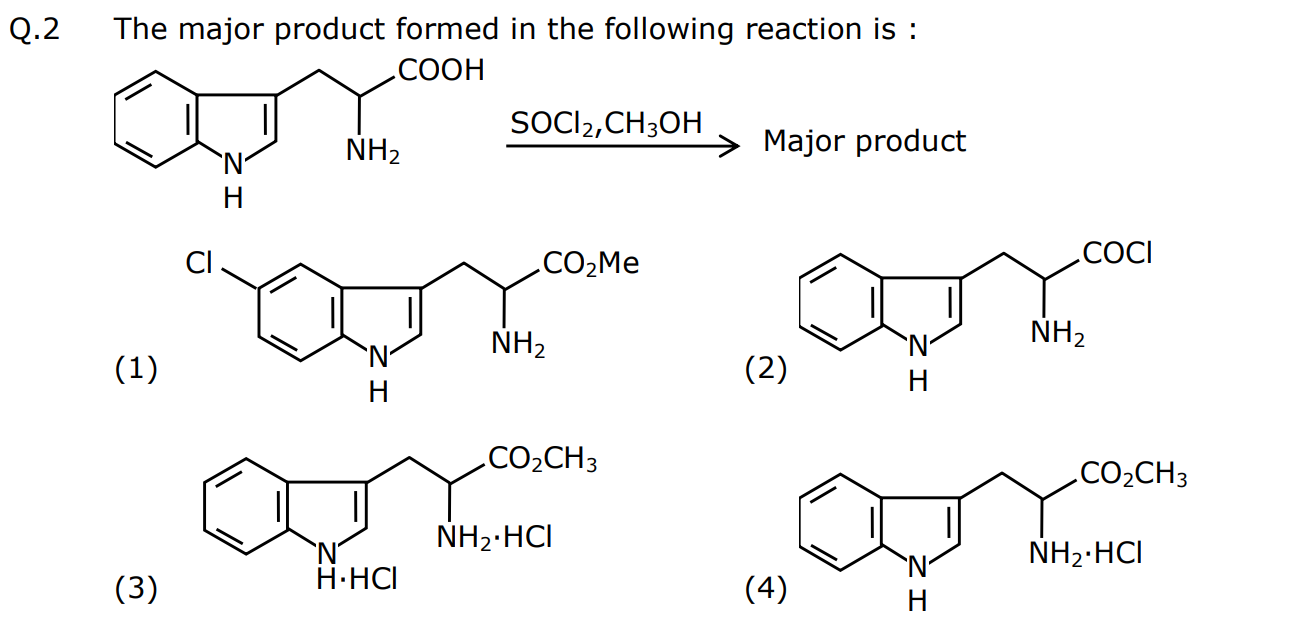 Q.2 The major product formed in the following reaction is :
COOH
NH₂
N
H
SOCl₂,CH₃OH
Major product
(1)
Cl
CO₂Me
NH₂
N
H
(2)
COCl
NH₂
N
H
(3)
CO₂CH₃
NH₂·HCl
N
H·HCl
(4)
CO₂CH₃
NH₂·HCl
N
H